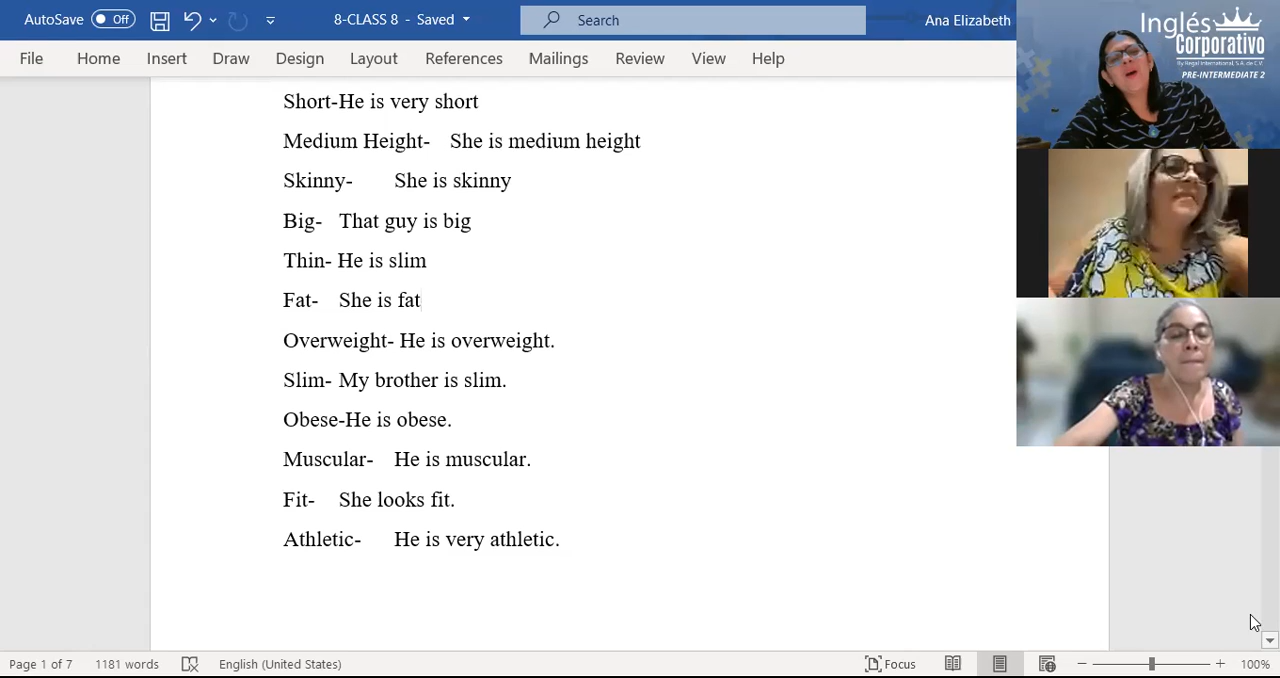 AutoSave Off 8-CLASS 8 - Saved Search Ana Elizabeth
File Home Insert Draw Design Layout References Mailings Review View Help
Inglés
Corporativo
By Regal International, S.A. de C.V.
PRE-INTERMEDIATE 2
Short-He is very short
Medium Height- She is medium height
Skinny- She is skinny
Big- That guy is big
Thin- He is slim
Fat- She is fat
Overweight- He is overweight.
Slim- My brother is slim.
Obese-He is obese.
Muscular- He is muscular.
Fit- She looks fit.
Athletic- He is very athletic.
Page 1 of 7 1181 words English (United States) Focus 100%